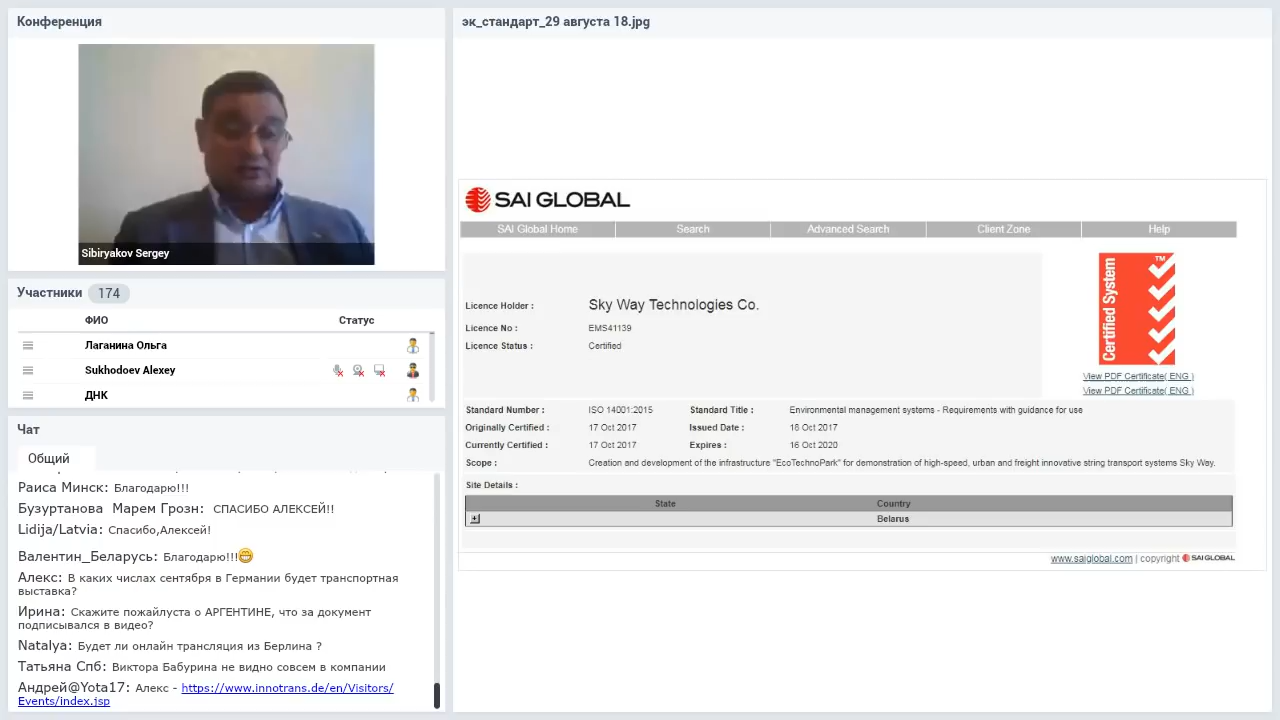 Конференция
Sibiryakov Sergey
Участники 174
ФИО Статус
Лаганина Ольга
Sukhodoev Alexey
ДНК
Чат
Общий
Раиса Минск: Благодарю!!!
Бузуртанова Марем Грозн: СПАСИБО АЛЕКСЕЙ!!
Lidija/Latvia: Спасибо,Алексей!
Валентин_Беларусь: Благодарю!!!
Алекс: В каких числах сентября в Германии будет транспортная
выставка?
Ирина: Скажите пожайлуста о АРГЕНТИНЕ, что за документ
подписывался в видео?
Natalya: Будет ли онлайн трансляция из Берлина ?
Татьяна Спб: Виктора Бабурина не видно совсем в компании
Андрей@Yota17: Алекс - https://www.innotrans.de/en/Visitors/
Events/index.jsp
эк_стандарт_29 августа 18.jpg
SAI GLOBAL
SAI Global Home Search Advanced Search Client Zone Help
Licence Holder : Sky Way Technologies Co.
Licence No : EMS41139
Licence Status : Certified
Certified System TM
View PDF Certificate( ENG )
View PDF Certificate( ENG )
Standard Number : ISO 14001:2015 Standard Title : Environmental management systems - Requirements with guidance for use
Originally Certified : 17 Oct 2017 Issued Date : 18 Oct 2017
Currently Certified : 17 Oct 2017 Expires : 16 Oct 2020
Scope : Creation and development of the infrastructure "EcoTechnoPark" for demonstration of high-speed, urban and freight innovative string transport systems Sky Way.
Site Details :
State Country
Belarus
www.saiglobal.com | copyright SAI GLOBAL